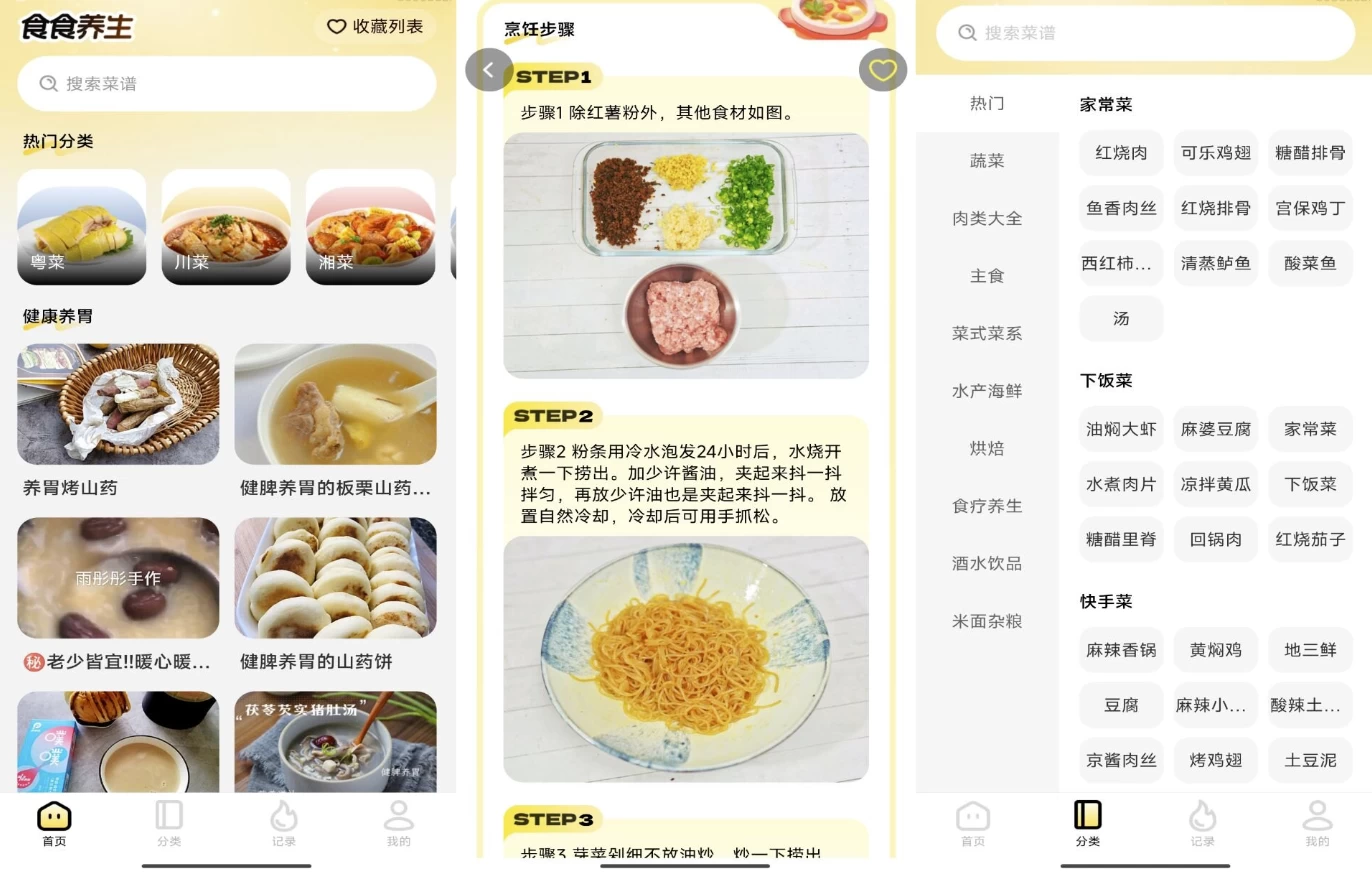 食食养生
收藏列表
搜索菜谱
热门分类
粤菜
川菜
湘菜
健康养胃
养胃烤山药
健脾养胃的板栗山药...
雨彤彤手作
㊙老少皆宜!!暖心暖...
健脾养胃的山药饼
“茯苓芡实猪肚汤”
健脾养胃
首页
分类
记录
我的
烹饪步骤
STEP1
步骤1 除红薯粉外，其他食材如图。
STEP2
步骤2 粉条用冷水泡发24小时后，水烧开
煮一下捞出。加少许酱油，夹起来抖一抖
拌匀，再放少许油也是夹起来抖一抖。 放
置自然冷却，冷却后可用手抓松。
STEP3
步骤3 芽菜剁细不放油炒，炒一下捞出
搜索菜谱
热门
蔬菜
肉类大全
主食
菜式菜系
水产海鲜
烘焙
食疗养生
酒水饮品
米面杂粮
家常菜
红烧肉 可乐鸡翅 糖醋排骨
鱼香肉丝 红烧排骨 宫保鸡丁
西红柿... 清蒸鲈鱼 酸菜鱼
汤
下饭菜
油焖大虾 麻婆豆腐 家常菜
水煮肉片 凉拌黄瓜 下饭菜
糖醋里脊 回锅肉 红烧茄子
快手菜
麻辣香锅 黄焖鸡 地三鲜
豆腐 麻辣小... 酸辣土...
京酱肉丝 烤鸡翅 土豆泥
首页
分类
记录
我的